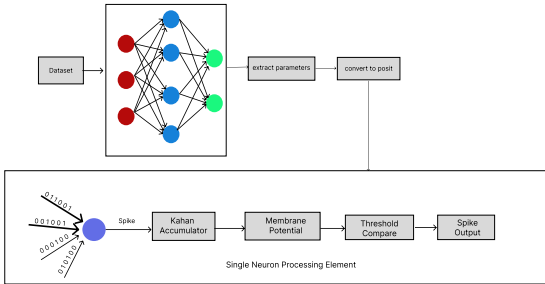 Dataset
extract parameters
convert to posit
011001
001001
000100
010100
Spike
Kahan
Accumulator
Membrane
Potential
Threshold
Compare
Spike
Output
Single Neuron Processing Element